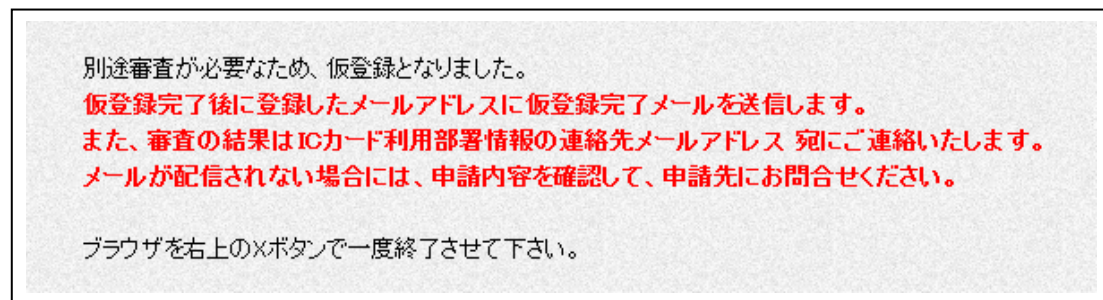 別途審査が必要なため、仮登録となりました。
仮登録完了後に登録したメールアドレスに仮登録完了メールを送信します。
また、審査の結果はICカード利用部署情報の連絡先メールアドレス 宛にご連絡いたします。
メールが配信されない場合には、申請内容を確認して、申請先にお問合せください。
ブラウザを右上の×ボタンで一度終了させて下さい。